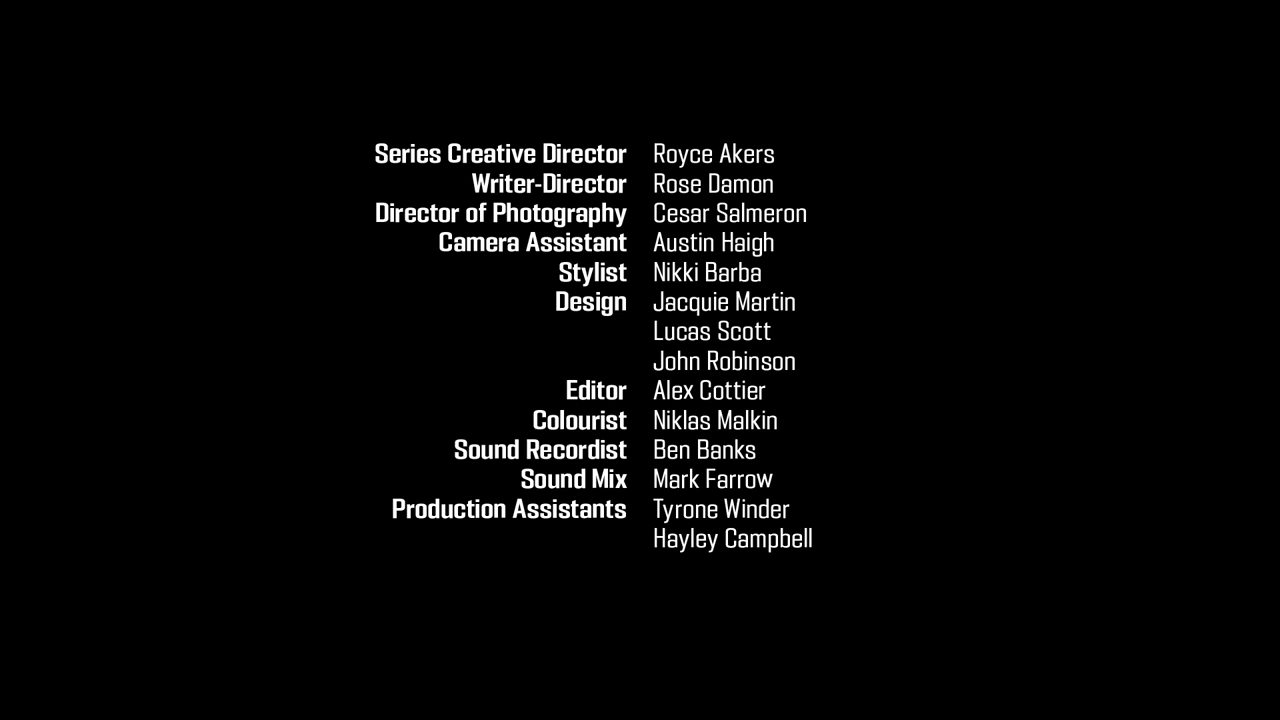 Series Creative Director Royce Akers
Writer-Director Rose Damon
Director of Photography Cesar Salmeron
Camera Assistant Austin Haigh
Stylist Nikki Barba
Design Jacquie Martin
Lucas Scott
John Robinson
Editor Alex Cottier
Colourist Niklas Malkin
Sound Recordist Ben Banks
Sound Mix Mark Farrow
Production Assistants Tyrone Winder
Hayley Campbell